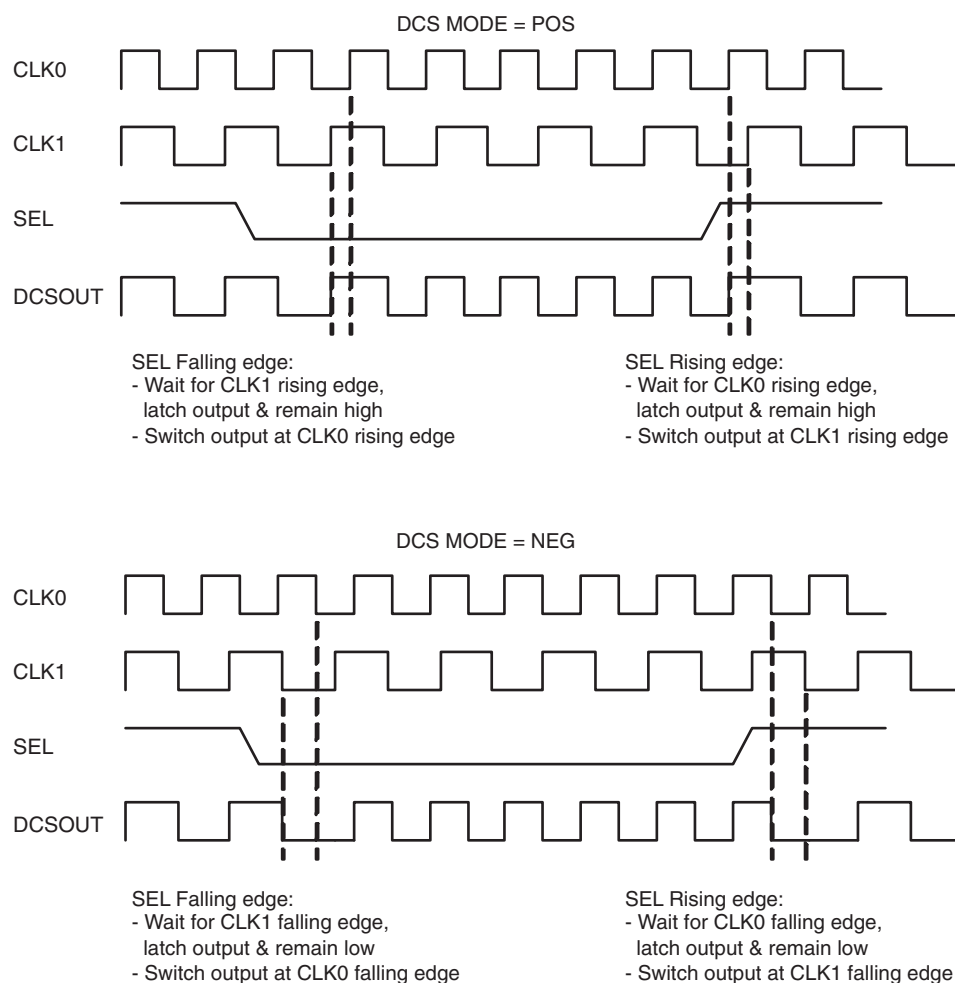 DCS MODE = POS
CLK0
CLK1
SEL
DCSOUT
SEL Falling edge:
- Wait for CLK1 rising edge,
latch output & remain high
- Switch output at CLK0 rising edge
SEL Rising edge:
- Wait for CLK0 rising edge,
latch output & remain high
- Switch output at CLK1 rising edge
DCS MODE = NEG
CLK0
CLK1
SEL
DCSOUT
SEL Falling edge:
- Wait for CLK1 falling edge,
latch output & remain low
- Switch output at CLK0 falling edge
SEL Rising edge:
- Wait for CLK0 falling edge,
latch output & remain low
- Switch output at CLK1 falling edge